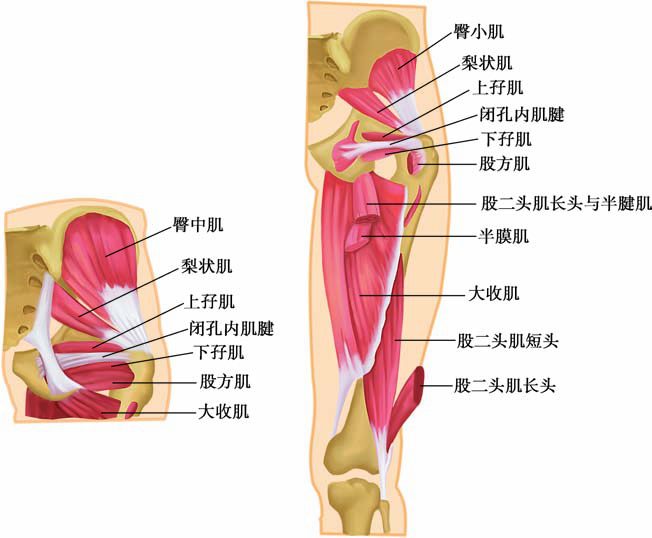 臀中肌
梨状肌
上孖肌
闭孔内肌腱
下孖肌
股方肌
大收肌
臀小肌
梨状肌
上孖肌
闭孔内肌腱
下孖肌
股方肌
股二头肌长头与半腱肌
半膜肌
大收肌
股二头肌短头
股二头肌长头